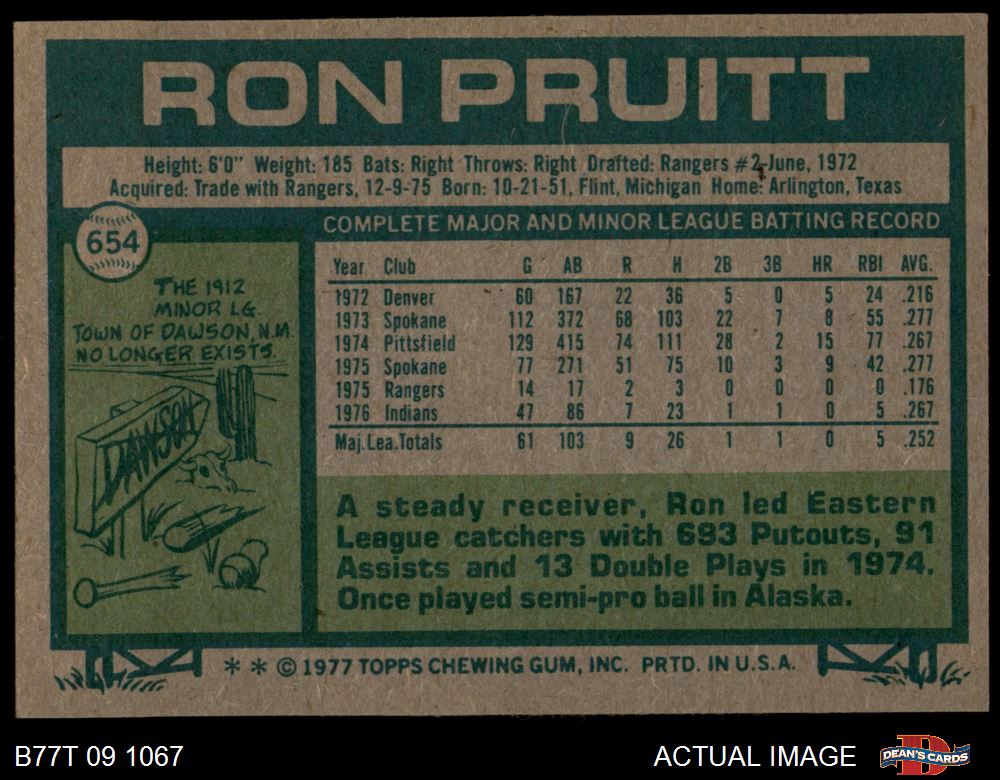 RON PRUITT
Height: 6'0" Weight: 185 Bats: Right Throws: Right Drafted: Rangers #2-June, 1972
Acquired: Trade with Rangers, 12-9-75 Born: 10-21-51, Flint, Michigan Home: Arlington, Texas
654
THE 1912
MINOR LG.
TOWN OF DAWSON, N.M.
NO LONGER EXISTS.
DAWSON
COMPLETE MAJOR AND MINOR LEAGUE BATTING RECORD
Year Club G AB R H 2B 3B HR RBI AVG.
1972 Denver 60 167 22 36 5 0 5 24 .216
1973 Spokane 112 372 68 103 22 7 8 55 .277
1974 Pittsfield 129 415 74 111 28 2 15 77 .267
1975 Spokane 77 271 51 75 10 3 9 42 .277
1975 Rangers 14 17 2 3 0 0 0 0 .176
1976 Indians 47 86 7 23 1 1 0 5 .267
Maj.Lea.Totals 61 103 9 26 1 1 0 5 .252
A steady receiver, Ron led Eastern
League catchers with 693 Putouts, 91
Assists and 13 Double Plays in 1974.
Once played semi-pro ball in Alaska.
* * © 1977 TOPPS CHEWING GUM, INC. PRTD. IN U.S.A.
B77T 09 1067
ACTUAL IMAGE
D
DEAN'S CARDS